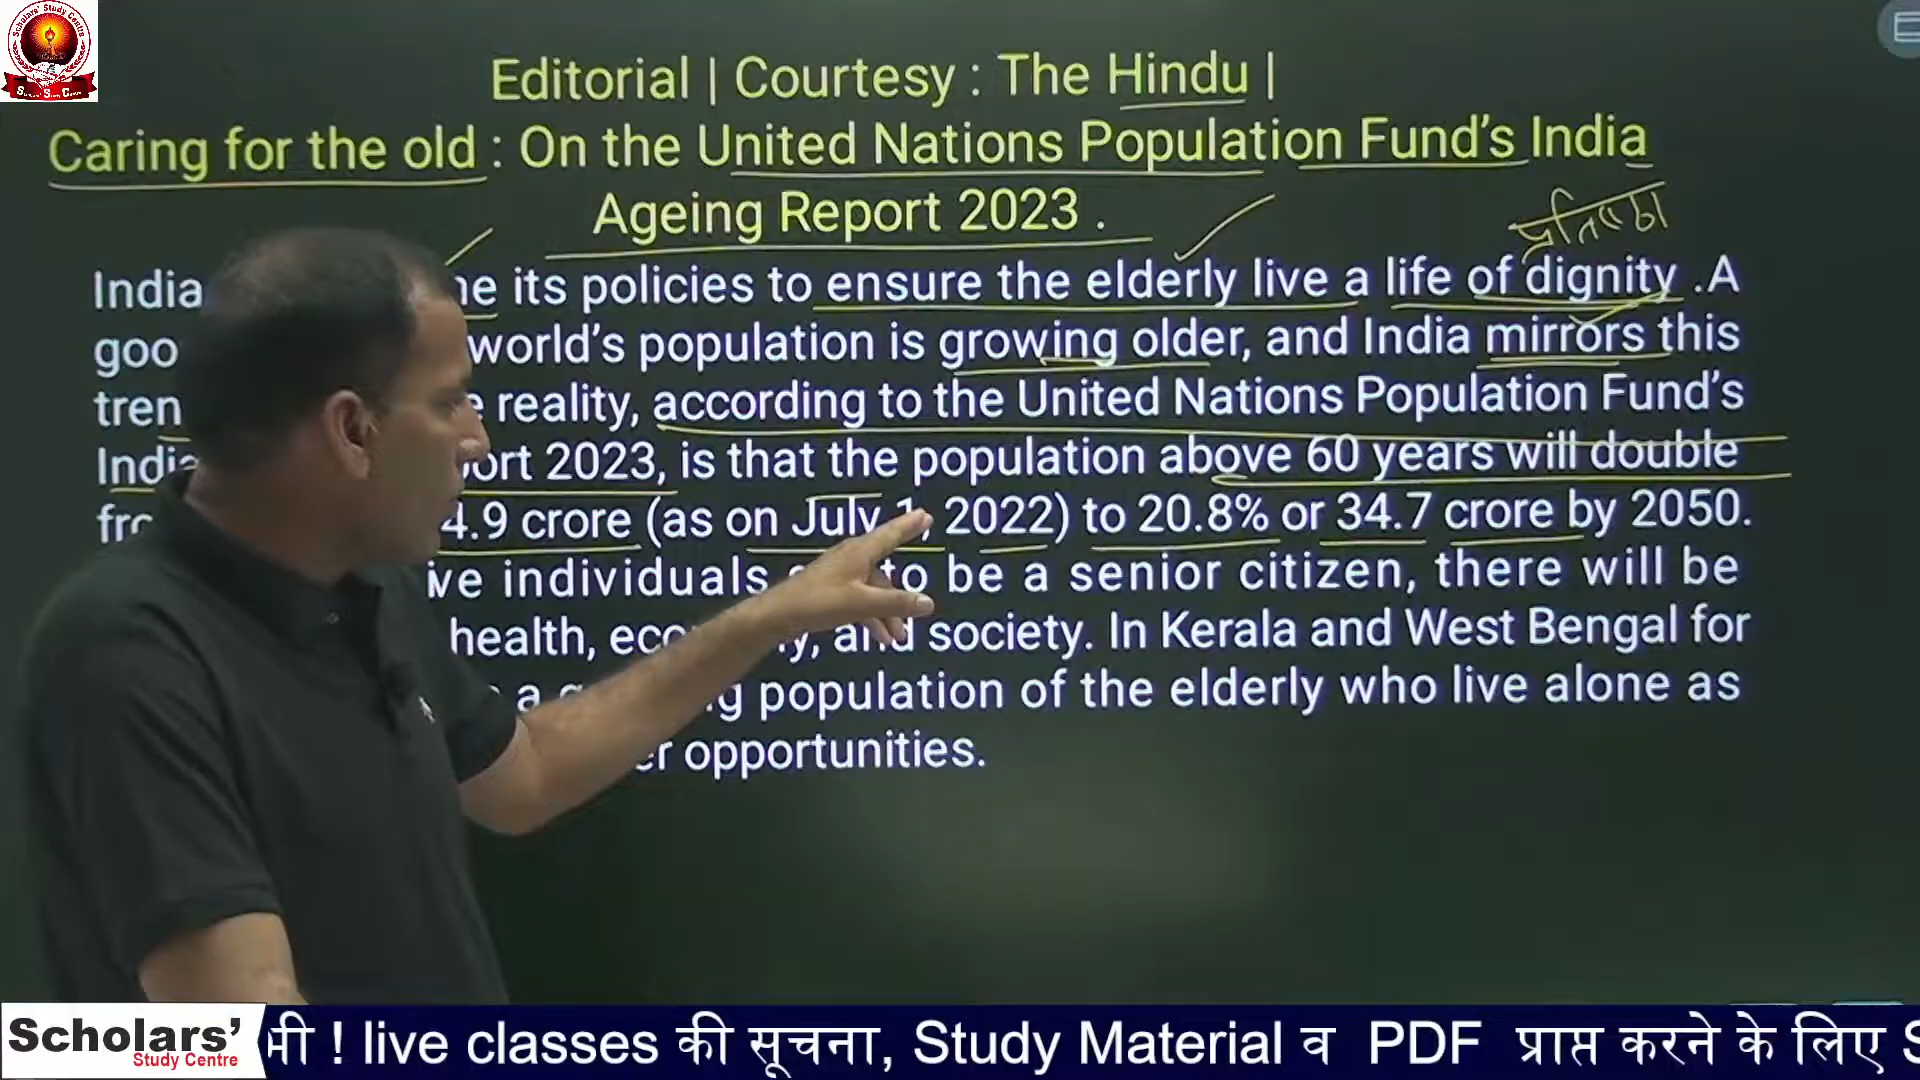 Scholars' Study Centre
Editorial | Courtesy : The Hindu |
Caring for the old : On the United Nations Population Fund's India
Ageing Report 2023 .
प्रतिष्ठा
India its policies to ensure the elderly live a life of dignity .A
world's population is growing older, and India mirrors this
reality, according to the United Nations Population Fund's
2023, is that the population above 60 years will double
4.9 crore (as on July 1, 2022) to 20.8% or 34.7 crore by 2050.
individuals to be a senior citizen, there will be
health, and society. In Kerala and West Bengal for
a population of the elderly who live alone as
opportunities.
Scholars'
Study Centre
मी ! live classes की सूचना, Study Material व PDF प्राप्त करने के लिए S